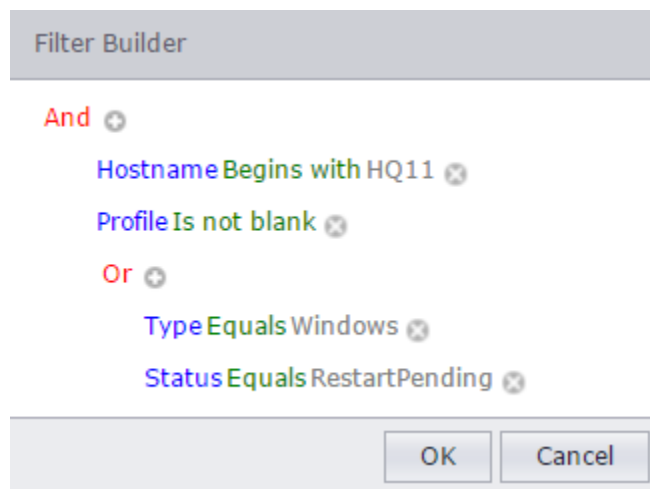 Filter Builder
And
Hostname Begins with HQ11
Profile Is not blank
Or
Type Equals Windows
Status Equals RestartPending
OK Cancel